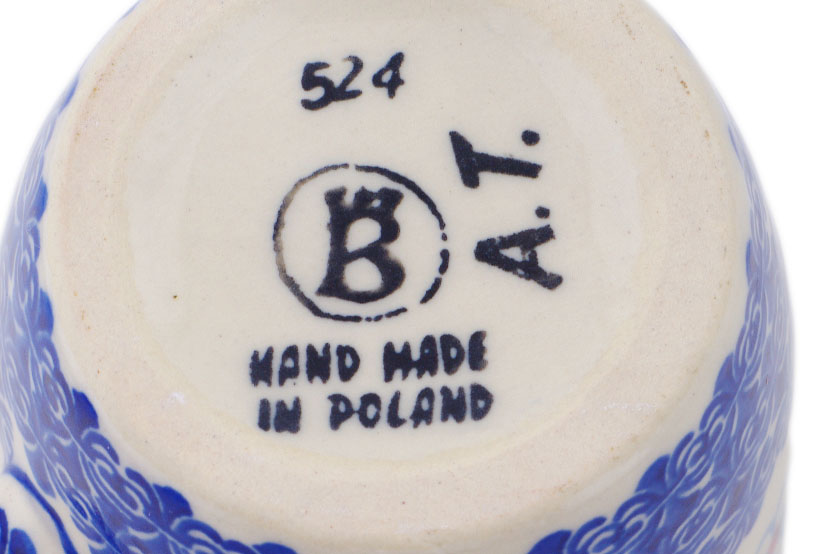 524
B
A.T.
HAND MADE
IN POLAND